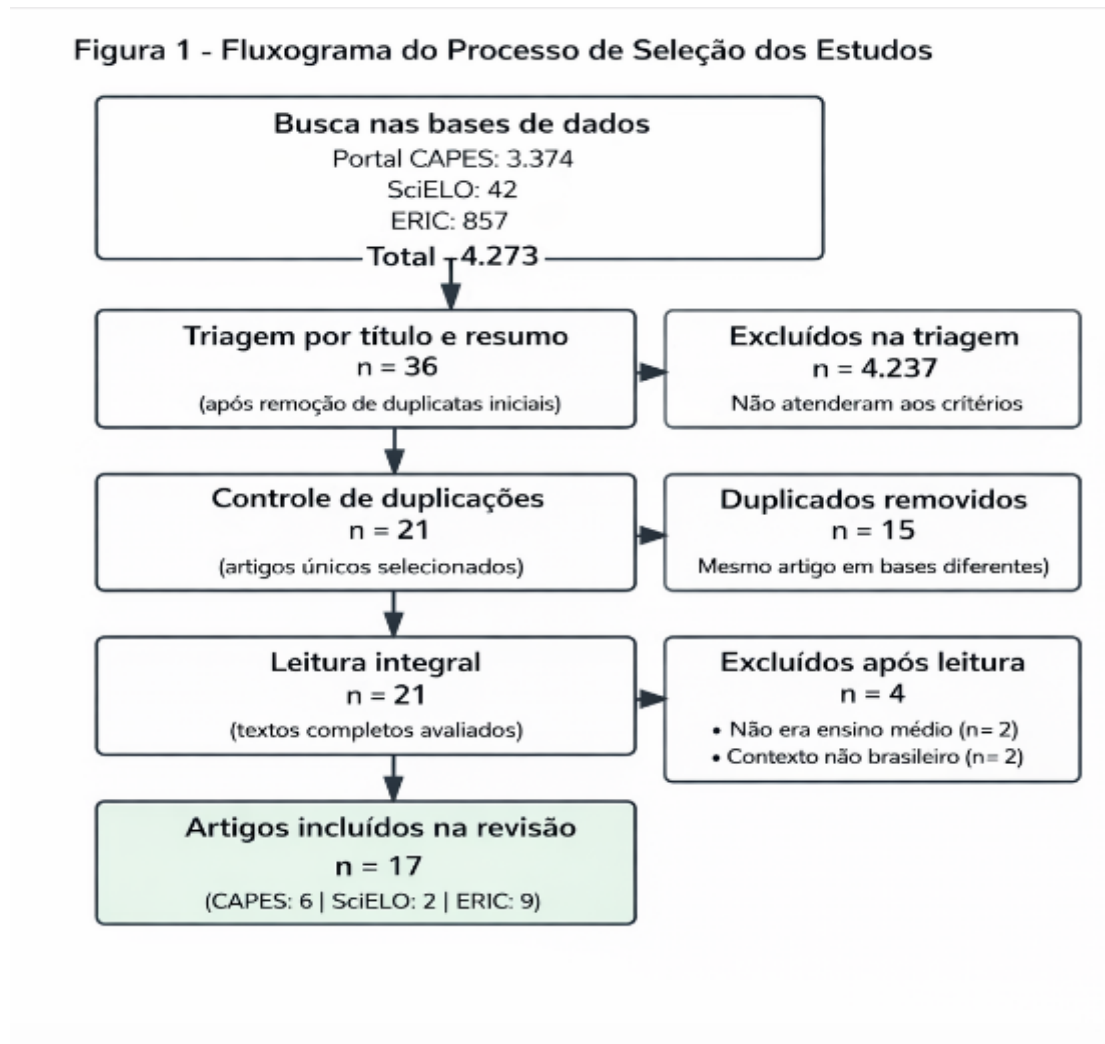 Figura 1 - Fluxograma do Processo de Seleção dos Estudos
Busca nas bases de dados
Portal CAPES: 3.374
SciELO: 42
ERIC: 857
Total - 4.273
Triagem por título e resumo
n = 36
(após remoção de duplicatas iniciais)
Excluídos na triagem
n = 4.237
Não atenderam aos critérios
Controle de duplicações
n = 21
(artigos únicos selecionados)
Duplicados removidos
n = 15
Mesmo artigo em bases diferentes)
Leitura integral
n = 21
(textos completos avaliados)
Excluídos após leitura
n = 4
• Não era ensino médio (n= 2)
• Contexto não brasileiro (n= 2)
Artigos incluídos na revisão
n = 17
(CAPES: 6 | SciELO: 2 | ERIC: 9)